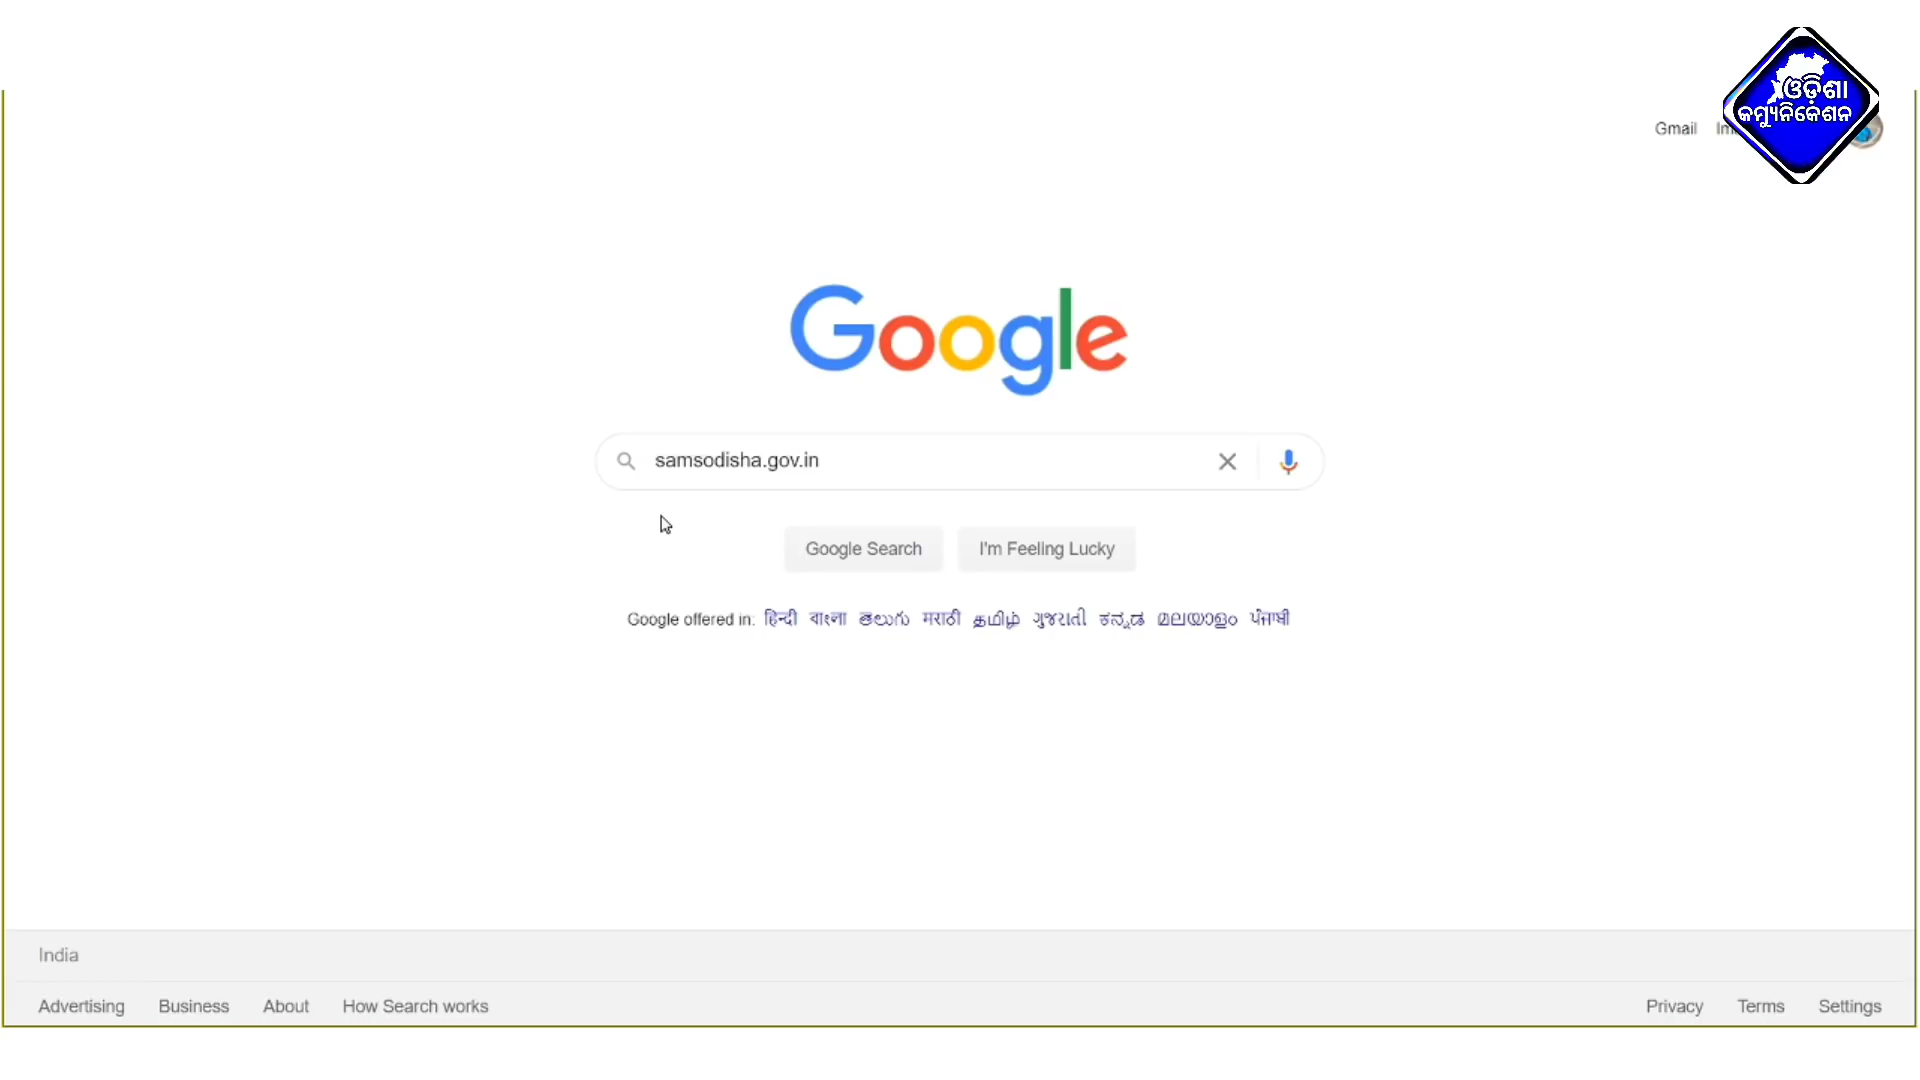 ଓଡ଼ିଶା
କମ୍ୟୁନିକେଶନ
Gmail
Google
samsodisha.gov.in
Google Search I'm Feeling Lucky
Google offered in: हिन्दी বাংলা తెలుగు मराठी தமிழ் ગુજરાતી ಕನ್ನಡ മലയാളം ਪੰਜਾਬੀ
India
Advertising Business About How Search works Privacy Terms Settings